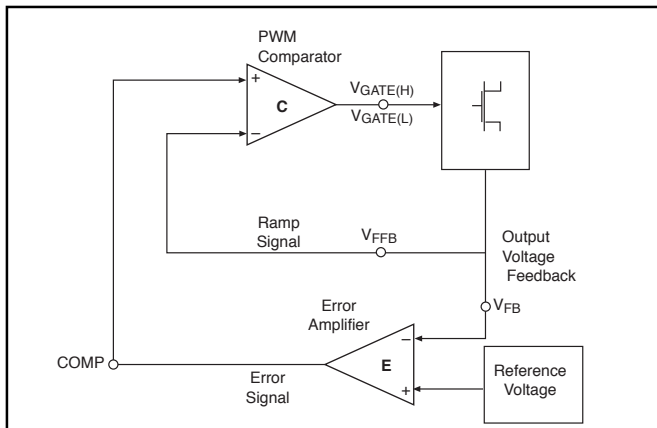 PWM
Comparator
+
C
–
VGATE(H)
VGATE(L)
Ramp
Signal
VFFB
Output
Voltage
Feedback
VFB
Error
Amplifier
–
E
+
COMP
Error
Signal
Reference
Voltage